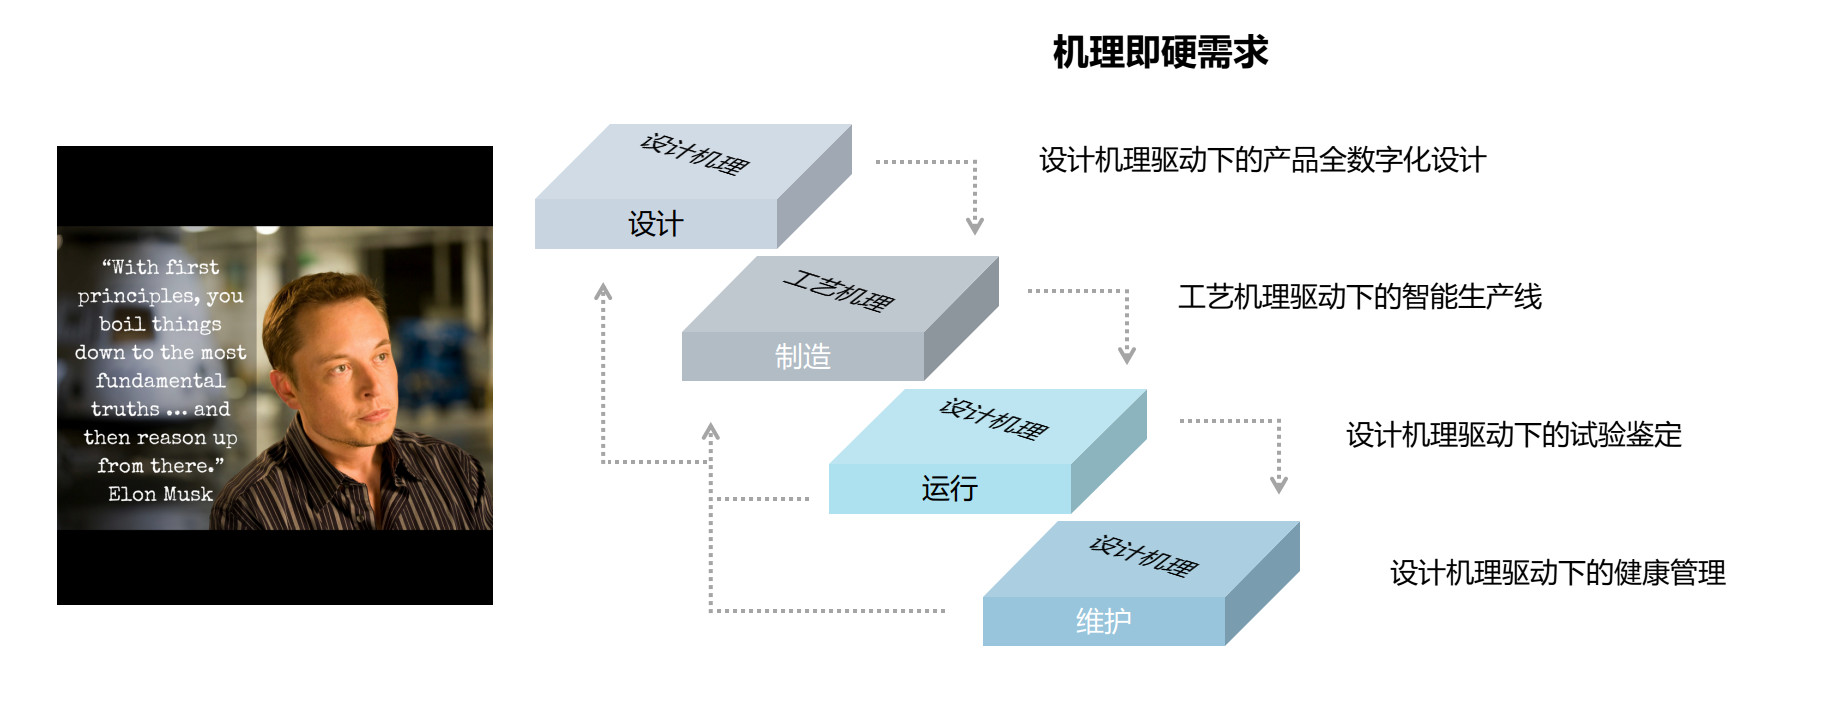 机理即硬需求
“With first
principles, you
boil things
down to the most
fundamental
truths ... and
then reason up
from there.”
Elon Musk
设计机理
设计
设计机理驱动下的产品全数字化设计
工艺机理
制造
工艺机理驱动下的智能生产线
设计机理
运行
设计机理驱动下的试验鉴定
设计机理
维护
设计机理驱动下的健康管理